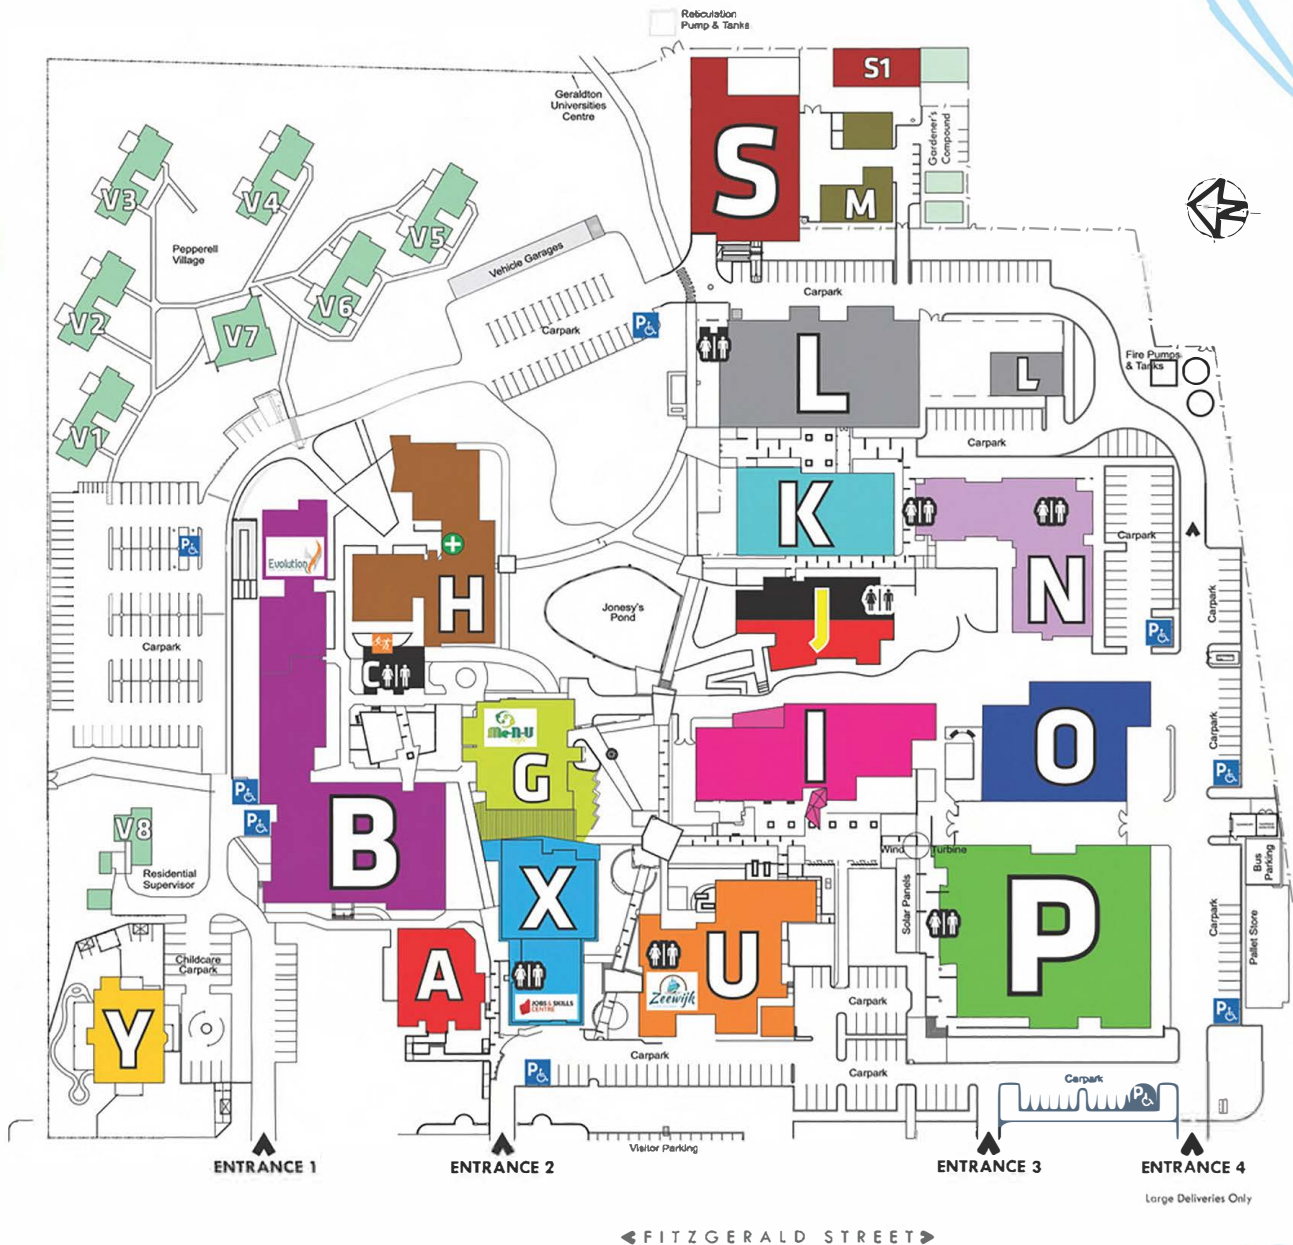 Reticulation
Pump & Tanks
S1
Geraldton
Universities
Centre
Gardener's
Compound
S
M
V3
V4
V5
Pepperell
Village
Vehicle Garages
N
V2
V6
V7
Carpark
Carpark
P
L
L
Fire Pumps
& Tanks
V1
Carpark
K
Carpark
P
Evolution
H
N
Jonesy's
Pond
J
Carpark
P
Carpark
C
Me-n-U
G
I
O
Carpark
P
P
P
B
V8
Residential
Supervisor
Wind Turbine
Bus
Parking
X
Solar Panels
P
Carpark
Pallet Store
Childcare
Carpark
A
U
Zeewijk
JOBS & SKILLS
CENTRE
Carpark
P
Y
Carpark
Carpark
P
Carpark
P
Visitor Parking
ENTRANCE 1
ENTRANCE 2
ENTRANCE 3
ENTRANCE 4
Large Deliveries Only
FITZGERALD STREET